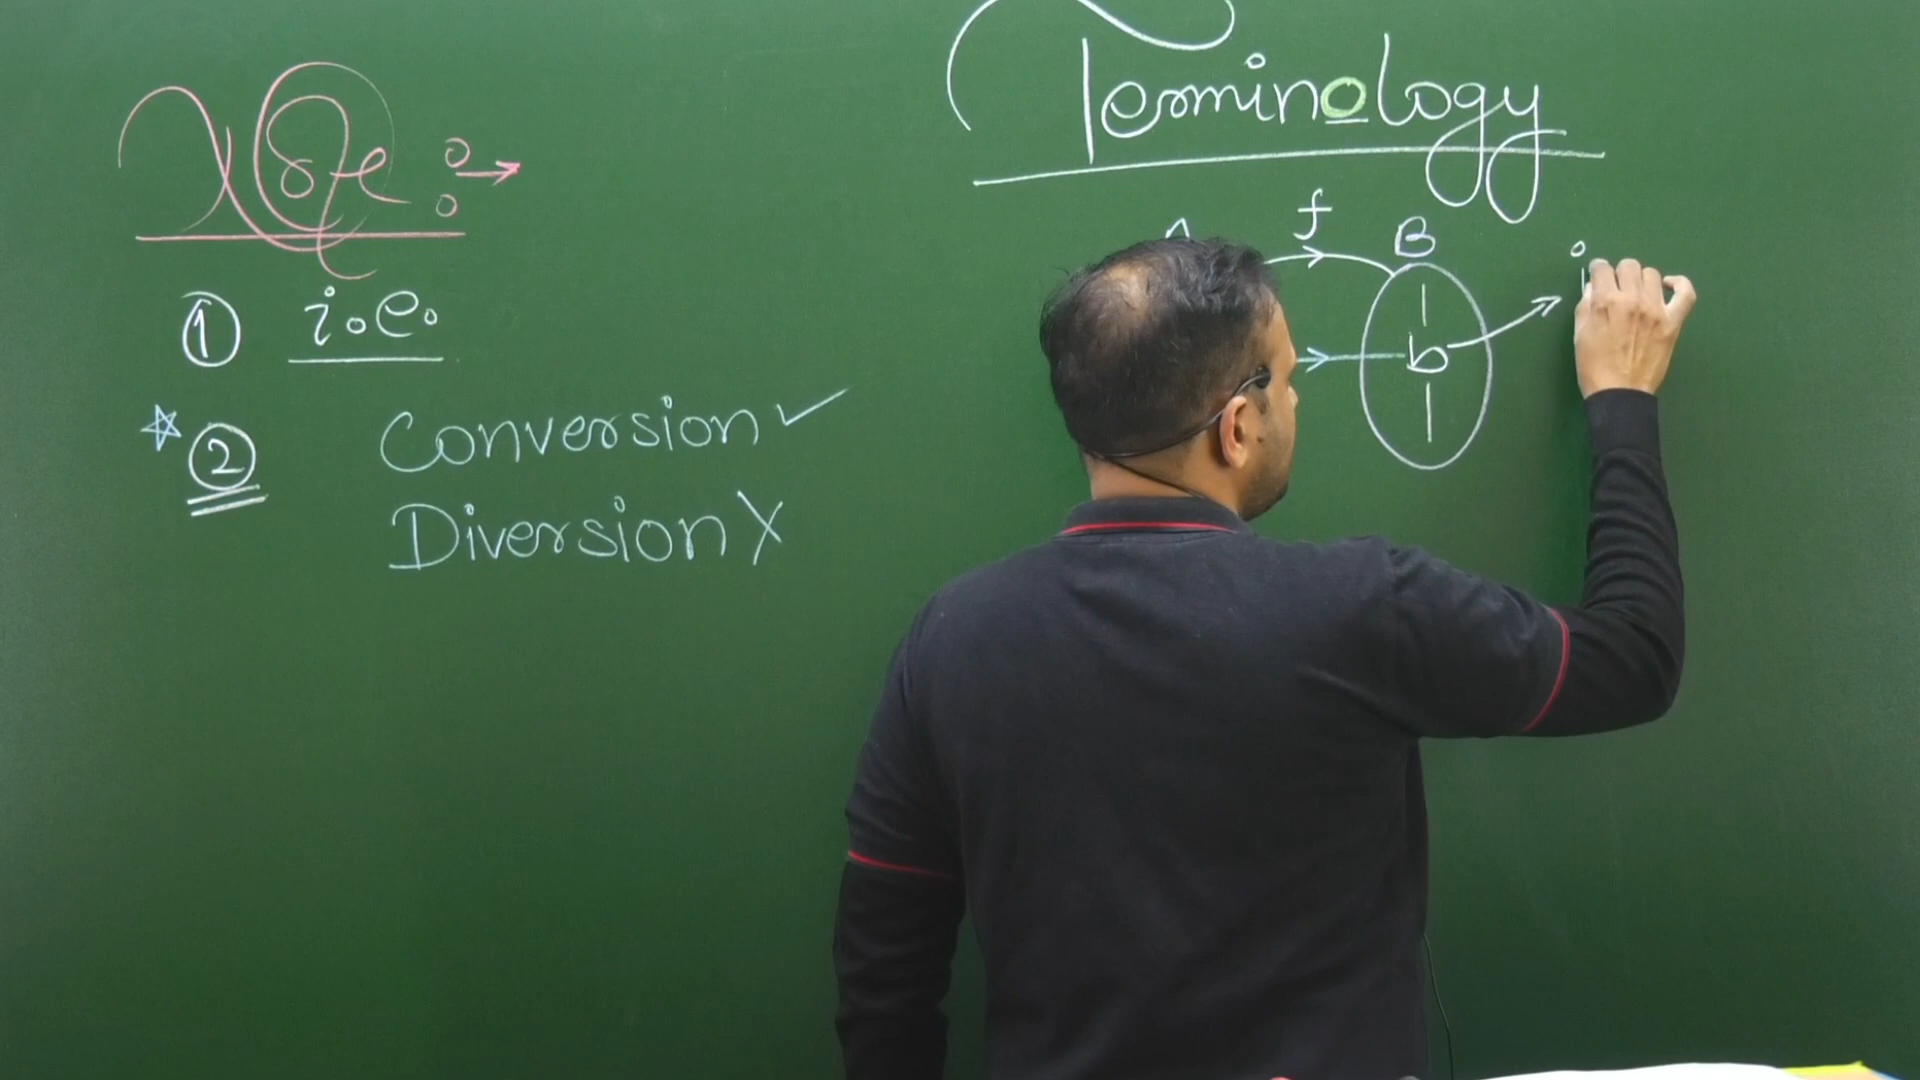 Note :→
① i.e.
② Conversion ✓
Diversion X
Terminology
f
B
b
i